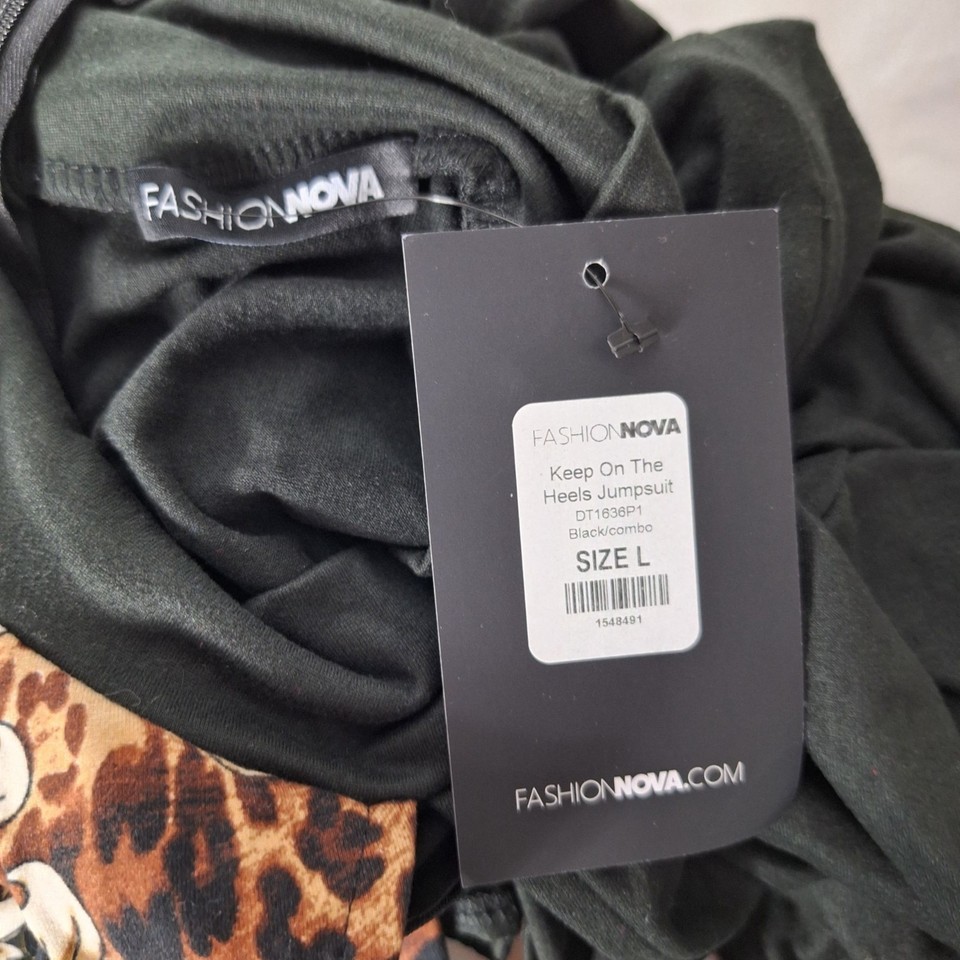 FASHIONNOVA
FASHIONNOVA
Keep On The
Heels Jumpsuit
DT1636P1
Black/combo
SIZE L
1548491
FASHIONNOVA.COM